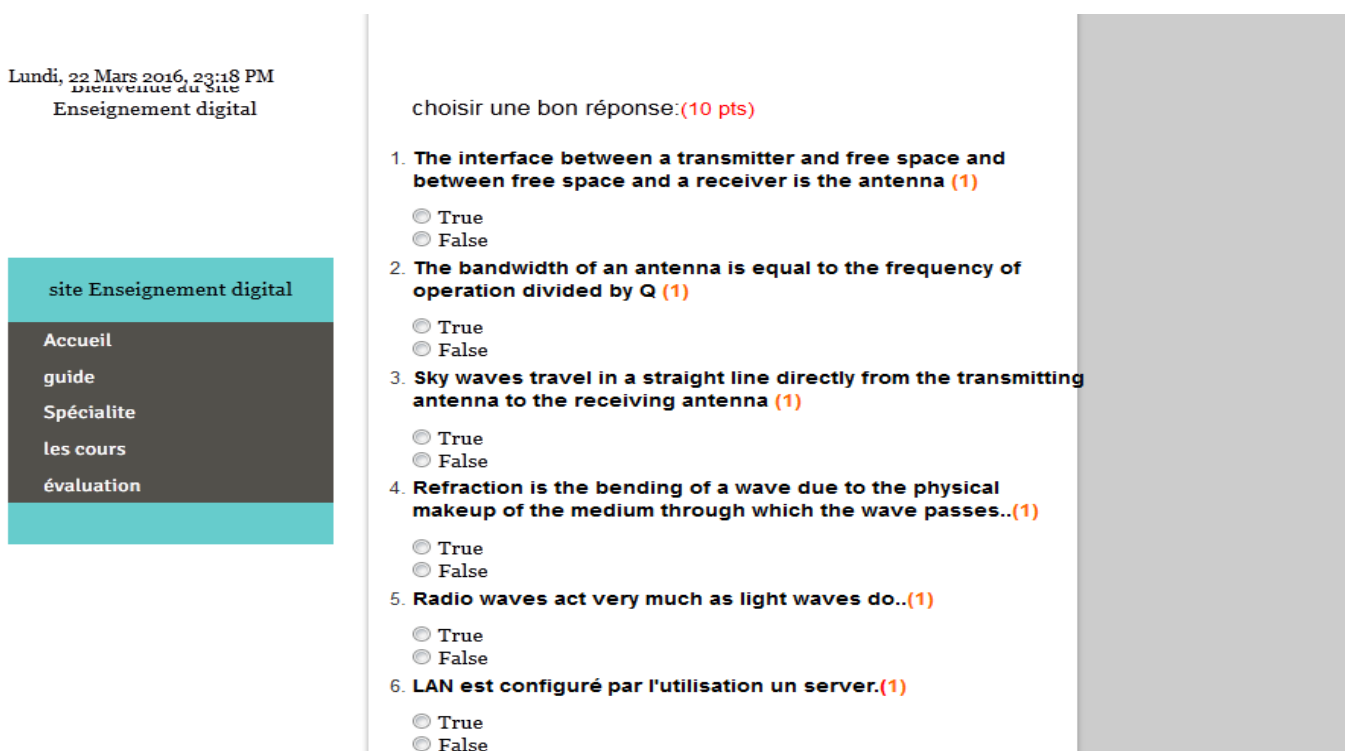 Lundi, 22 Mars 2016, 23:18 PM
Bienvenue au site
Enseignement digital
site Enseignement digital
Accueil
guide
Spécialite
les cours
évaluation
choisir une bon réponse:(10 pts)
1. The interface between a transmitter and free space and
between free space and a receiver is the antenna (1)
True
False
2. The bandwidth of an antenna is equal to the frequency of
operation divided by Q (1)
True
False
3. Sky waves travel in a straight line directly from the transmitting
antenna to the receiving antenna (1)
True
False
4. Refraction is the bending of a wave due to the physical
makeup of the medium through which the wave passes..(1)
True
False
5. Radio waves act very much as light waves do..(1)
True
False
6. LAN est configuré par l'utilisation un server.(1)
True
False